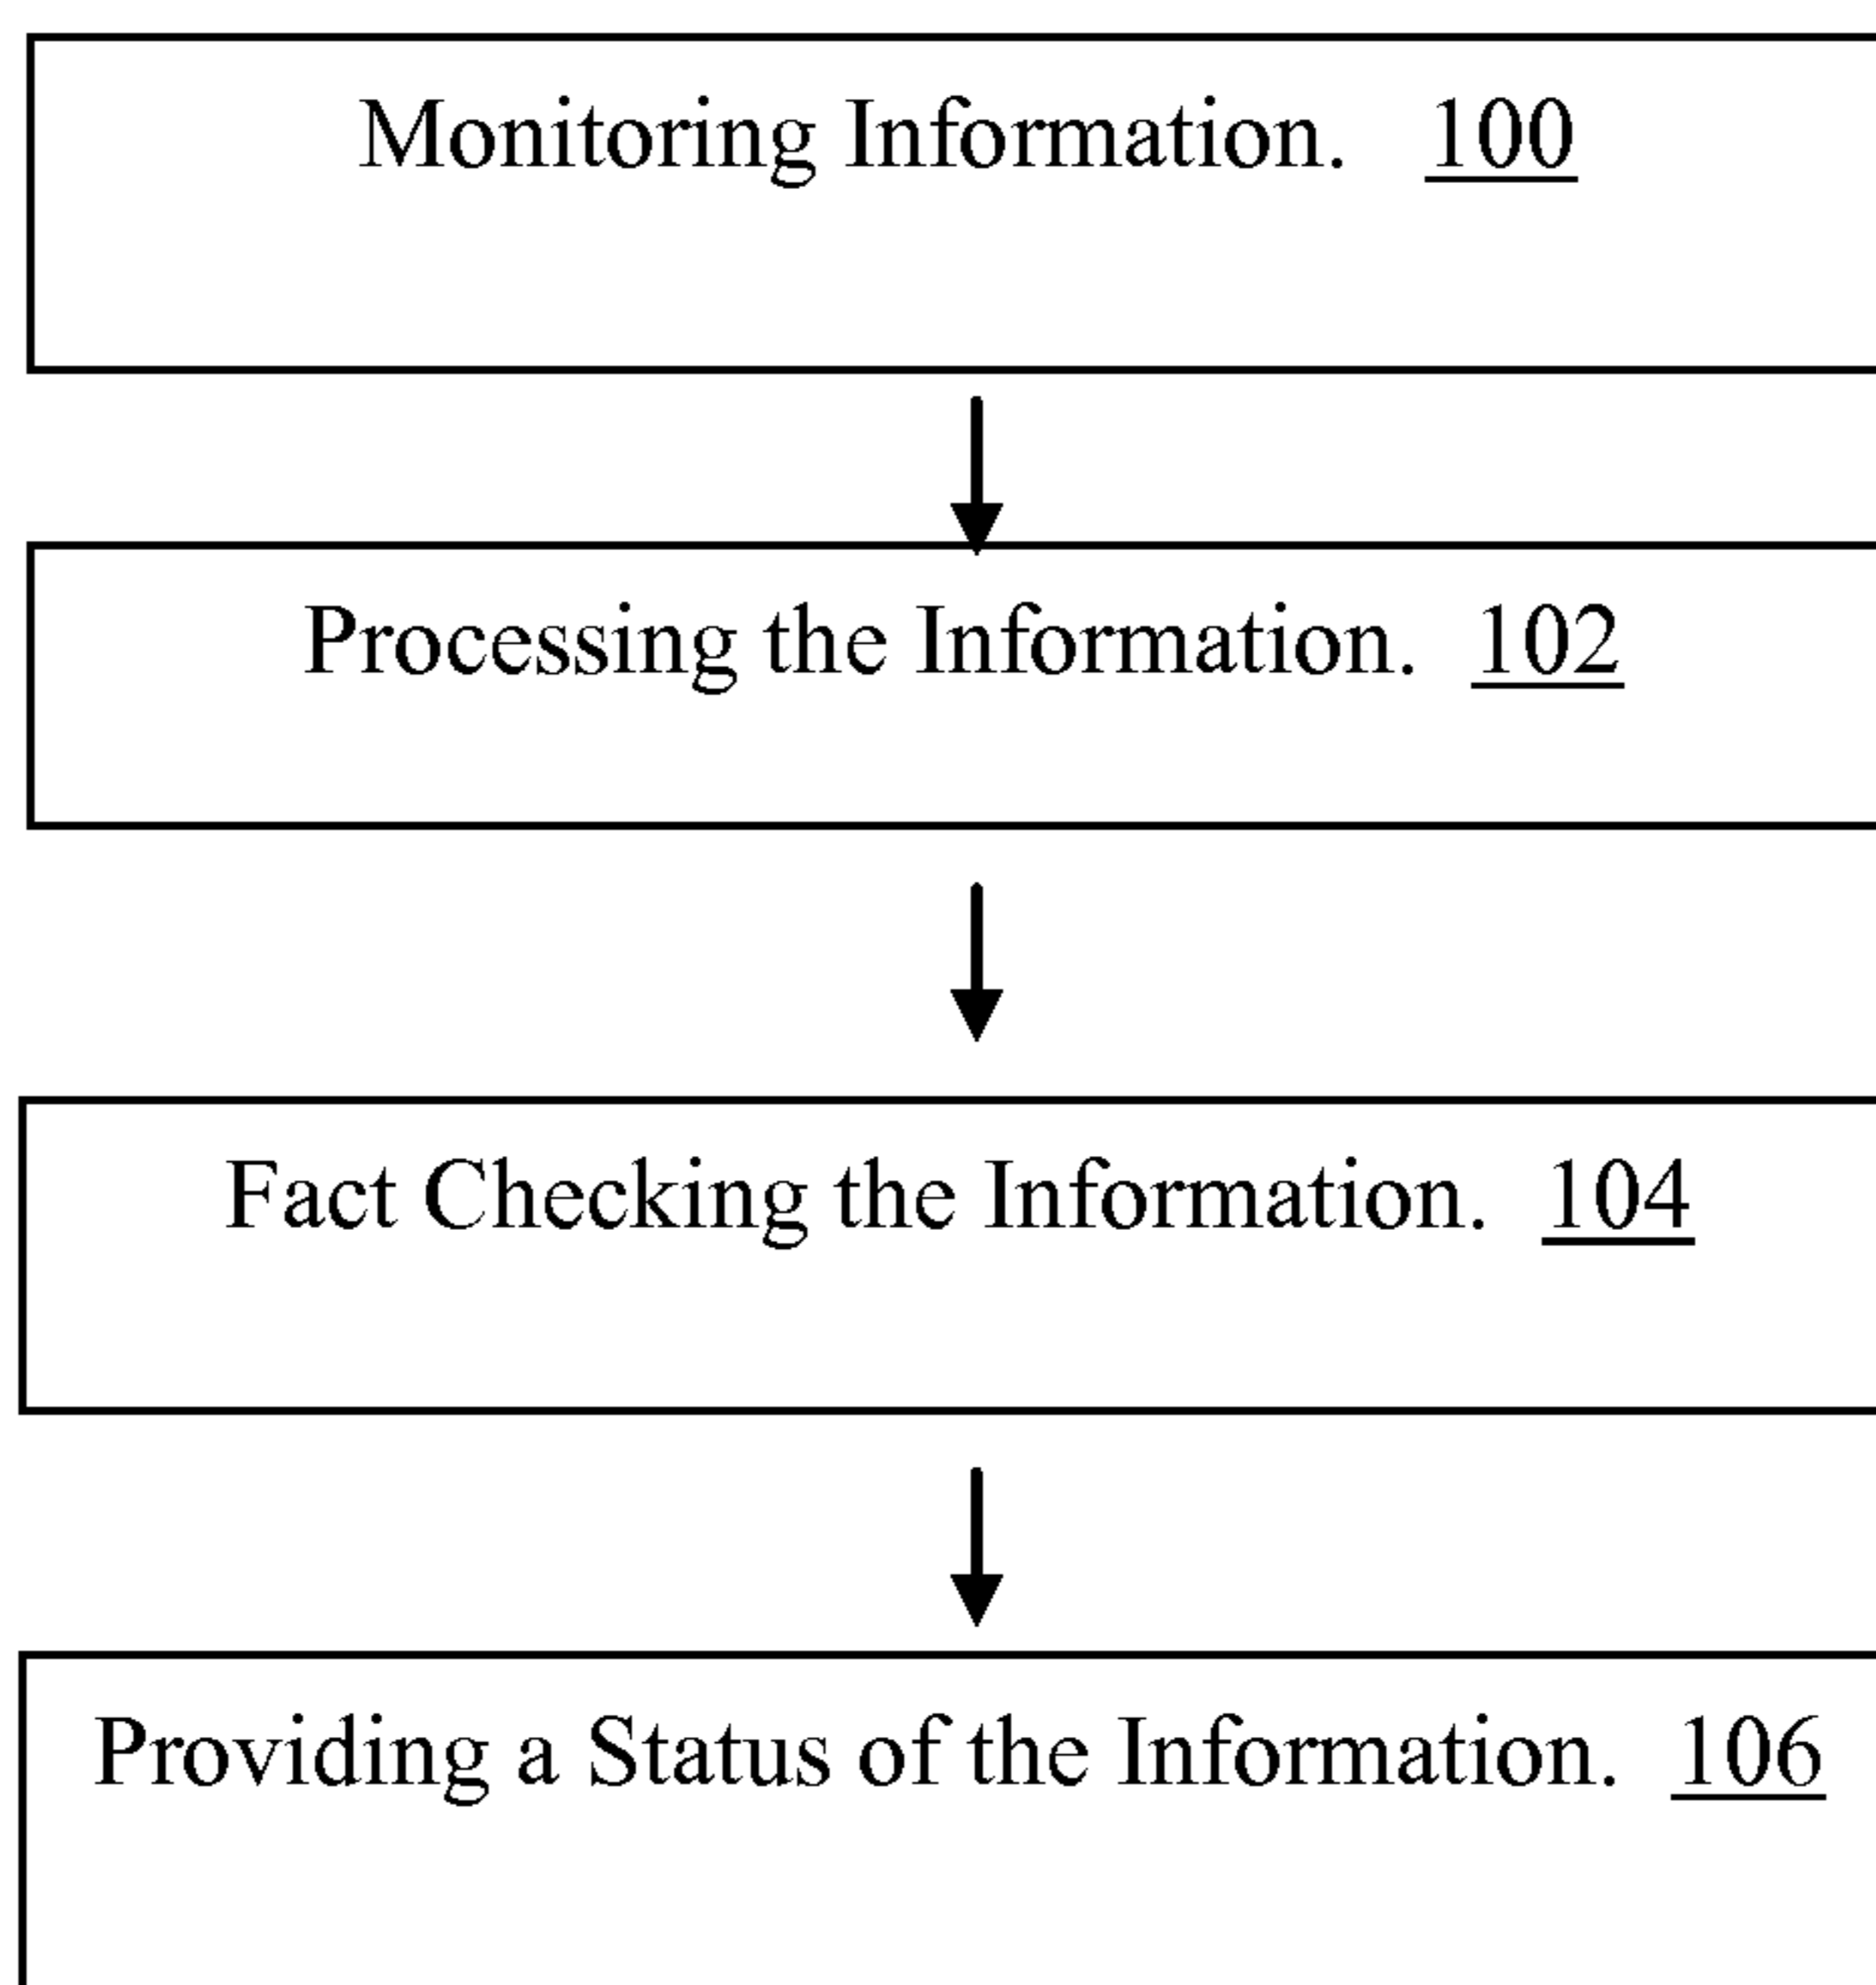 Monitoring Information. 100
Processing the Information. 102
Fact Checking the Information. 104
Providing a Status of the Information. 106